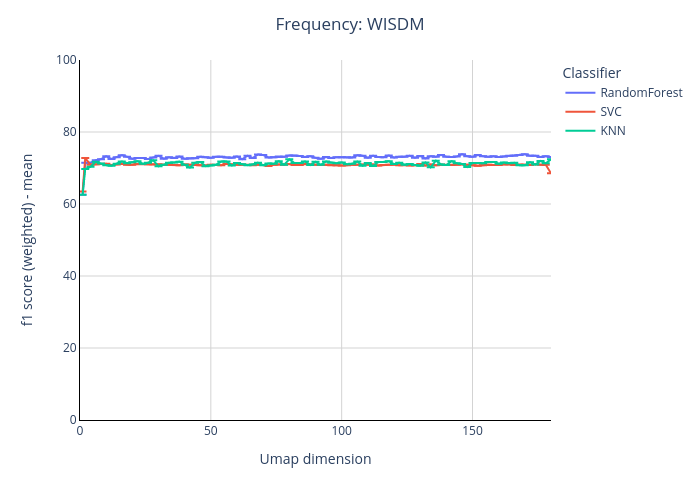 Frequency: WISDM
f1 score (weighted) - mean
100
80
60
40
20
0
0
50
100
150
Umap dimension
Classifier
RandomForest
SVC
KNN